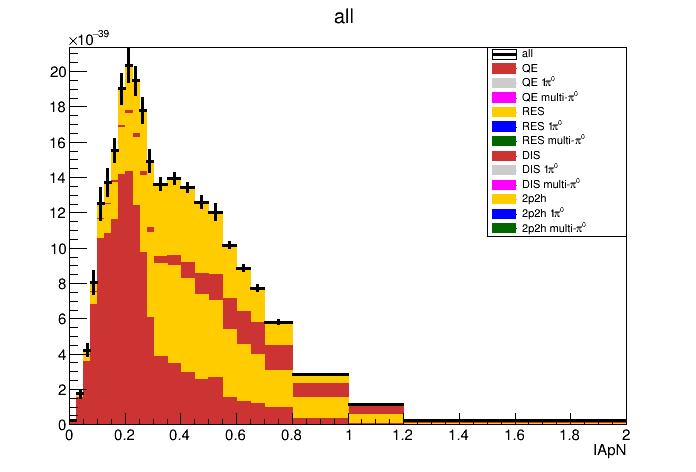 all
×10⁻³⁹
all
QE
QE 1π⁰
QE multi-π⁰
RES
RES 1π⁰
RES multi-π⁰
DIS
DIS 1π⁰
DIS multi-π⁰
2p2h
2p2h 1π⁰
2p2h multi-π⁰
20
18
16
14
12
10
8
6
4
2
0
0 0.2 0.4 0.6 0.8 1 1.2 1.4 1.6 1.8 2
IApN